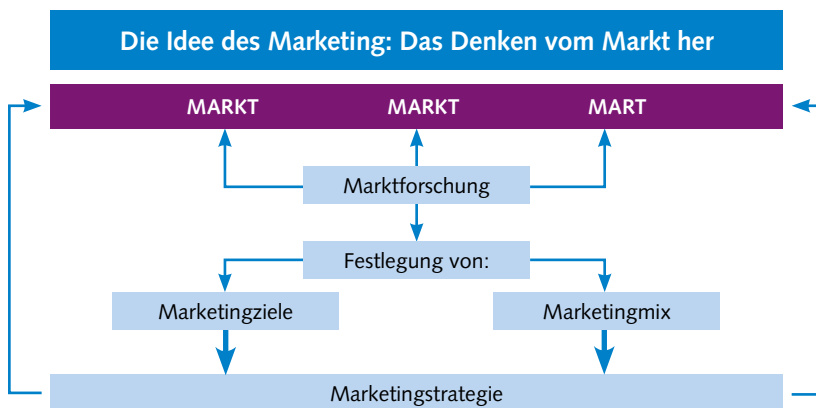 Die Idee des Marketing: Das Denken vom Markt her
MARKT MARKT MART
Marktforschung
Festlegung von:
Marketingziele Marketingmix
Marketingstrategie